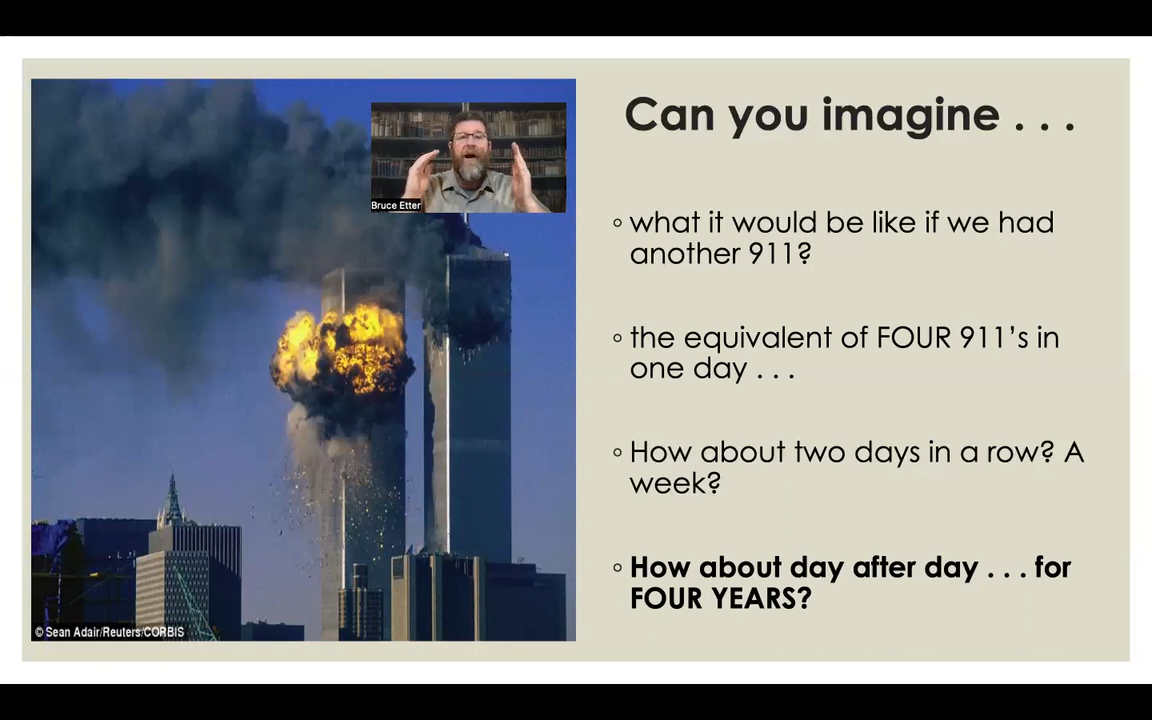 Can you imagine . . .
Bruce Etter
◦ what it would be like if we had
another 911?
◦ the equivalent of FOUR 911’s in
one day . . .
◦ How about two days in a row? A
week?
◦ How about day after day . . . for
FOUR YEARS?
© Sean Adair/Reuters/CORBIS